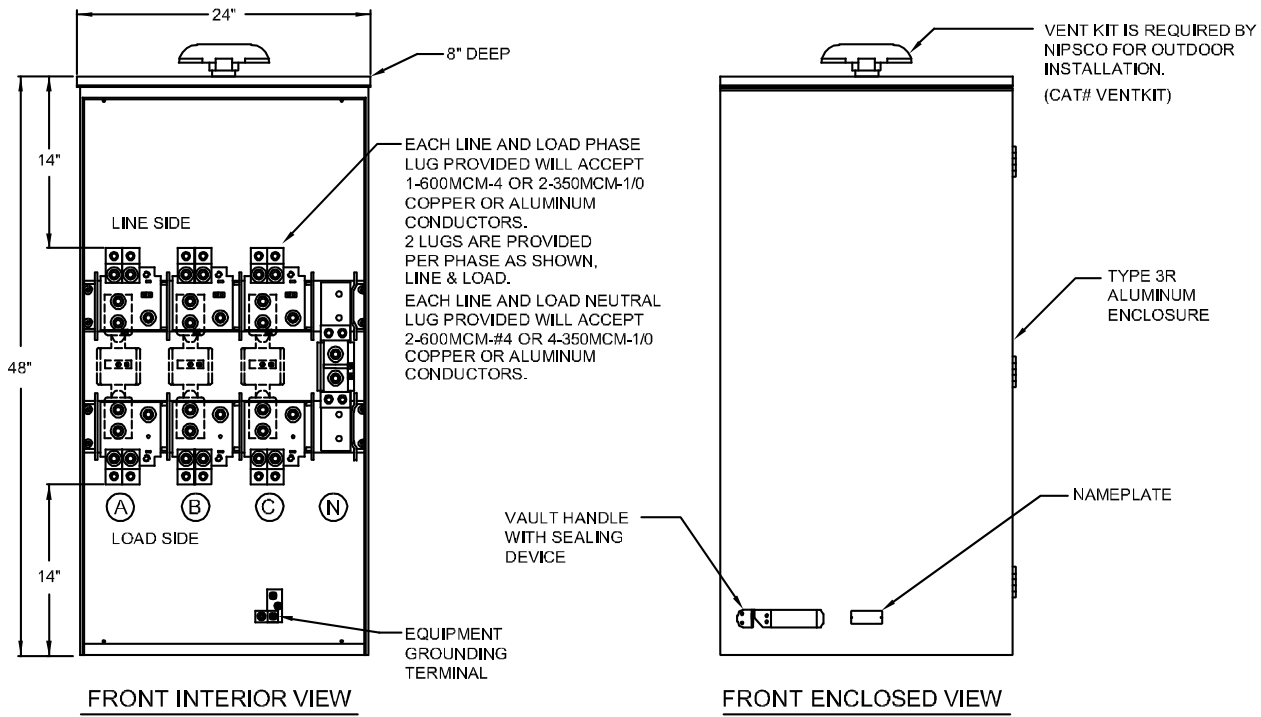 24"
8" DEEP
14"
48"
LINE SIDE
EACH LINE AND LOAD PHASE
LUG PROVIDED WILL ACCEPT
1-600MCM-4 OR 2-350MCM-1/0
COPPER OR ALUMINUM
CONDUCTORS.
2 LUGS ARE PROVIDED
PER PHASE AS SHOWN,
LINE & LOAD.
EACH LINE AND LOAD NEUTRAL
LUG PROVIDED WILL ACCEPT
2-600MCM-#4 OR 4-350MCM-1/0
COPPER OR ALUMINUM
CONDUCTORS.
A B C N
LOAD SIDE
14"
EQUIPMENT
GROUNDING
TERMINAL
FRONT INTERIOR VIEW
VENT KIT IS REQUIRED BY
NIPSCO FOR OUTDOOR
INSTALLATION.
(CAT# VENTKIT)
TYPE 3R
ALUMINUM
ENCLOSURE
NAMEPLATE
VAULT HANDLE
WITH SEALING
DEVICE
FRONT ENCLOSED VIEW